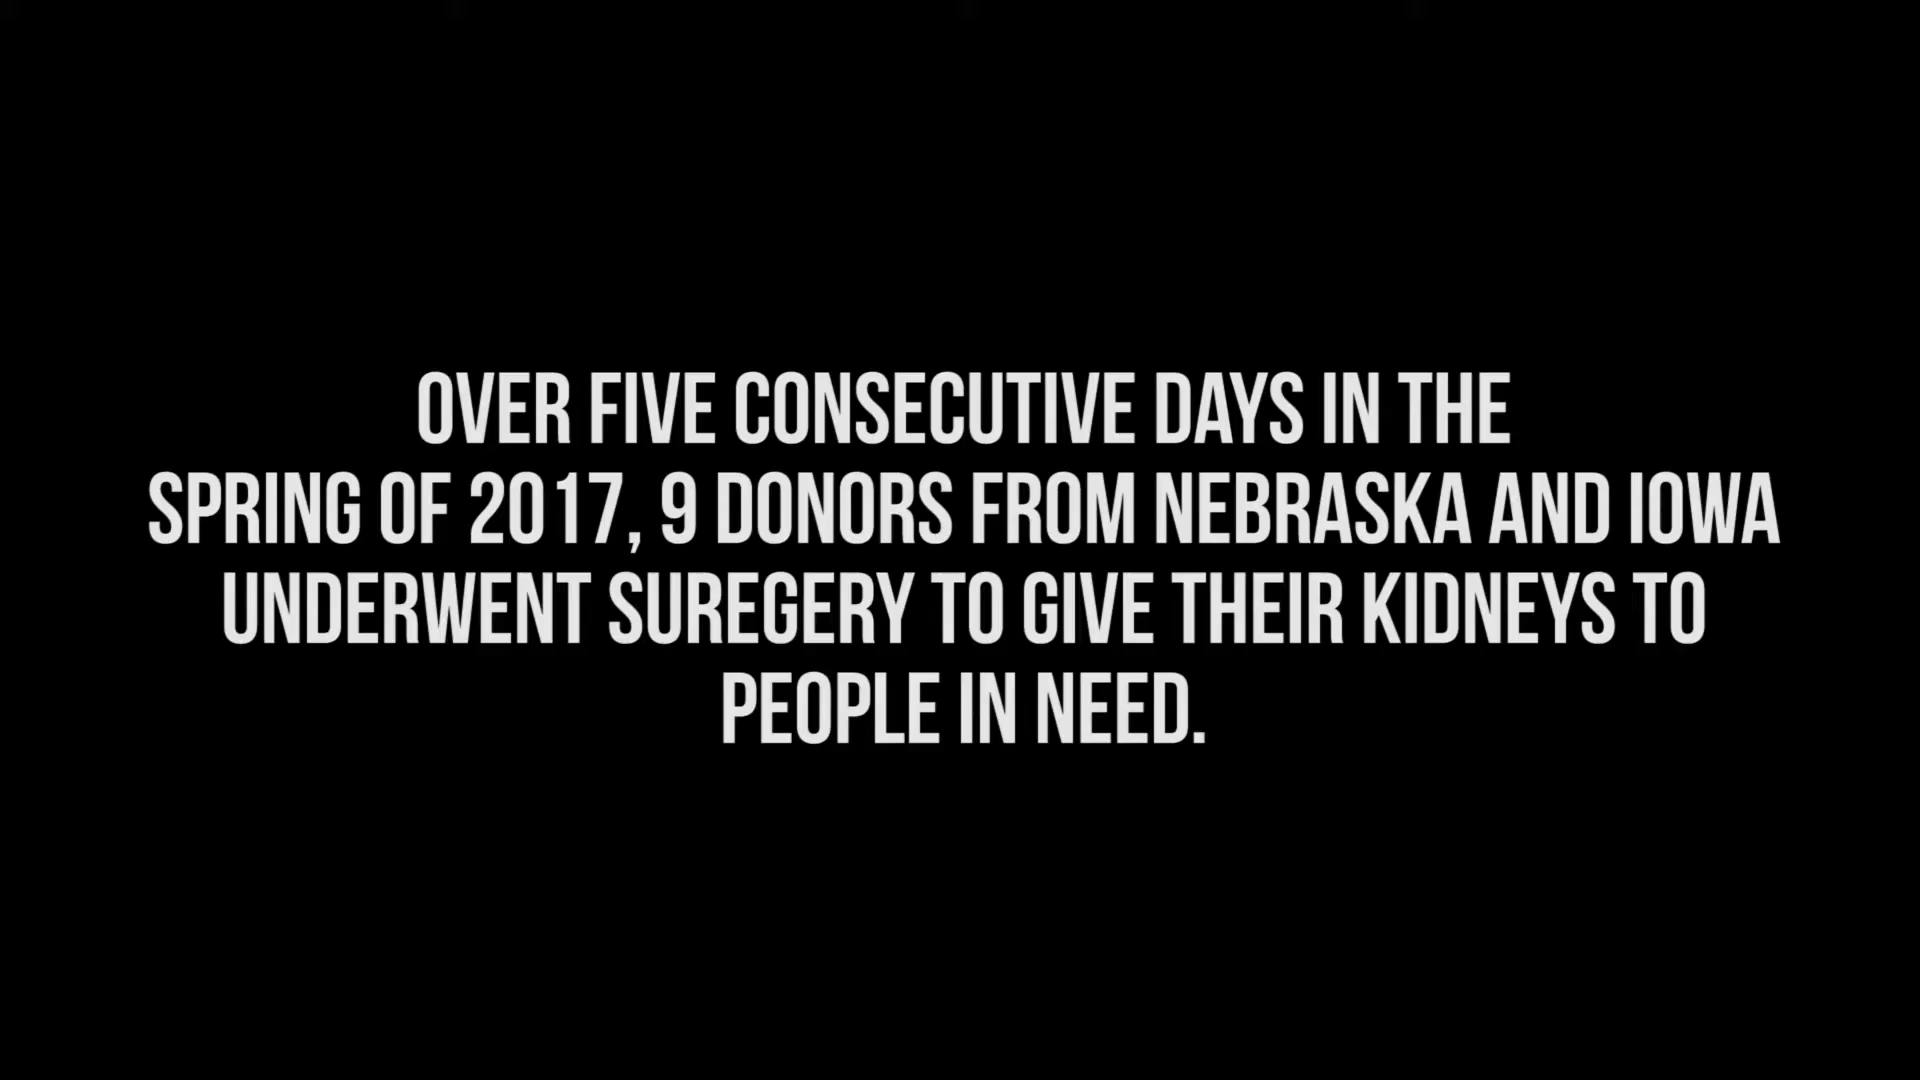 OVER FIVE CONSECUTIVE DAYS IN THE
SPRING OF 2017, 9 DONORS FROM NEBRASKA AND IOWA
UNDERWENT SUREGERY TO GIVE THEIR KIDNEYS TO
PEOPLE IN NEED.